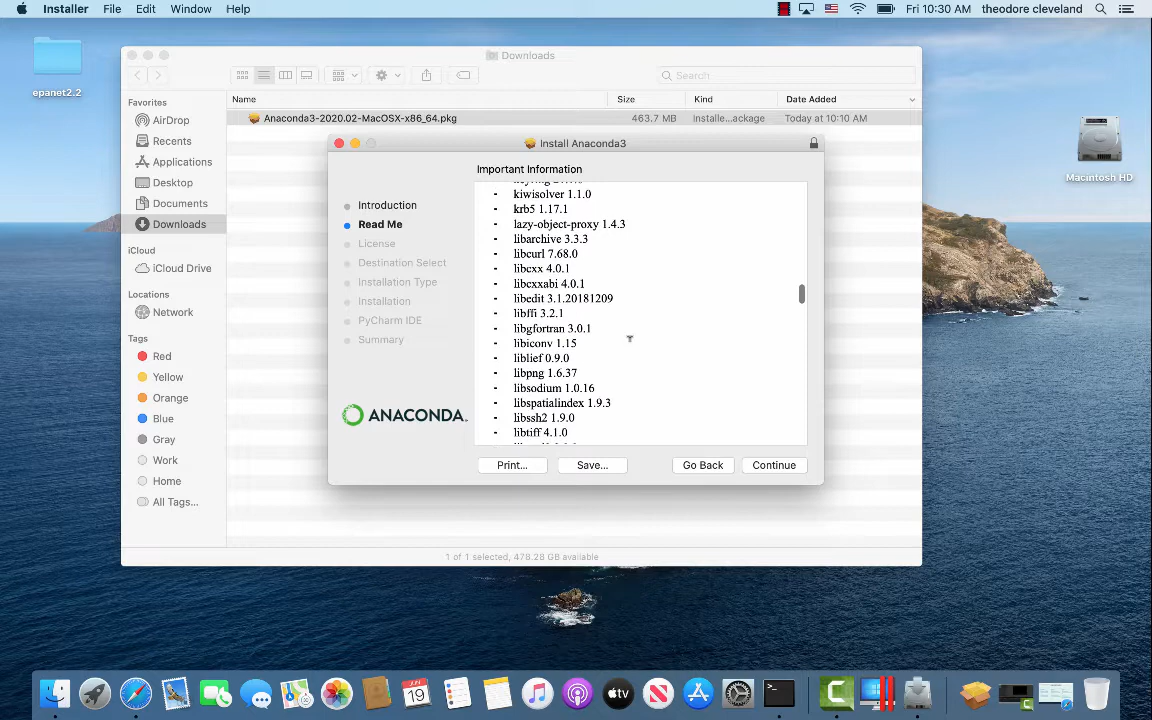 Installer File Edit Window Help
Fri 10:30 AM theodore cleveland
epanet2.2
Macintosh HD
Downloads
Search
Favorites
AirDrop
Recents
Applications
Desktop
Documents
Downloads
iCloud
iCloud Drive
Locations
Network
Tags
Red
Yellow
Orange
Blue
Gray
Work
Home
All Tags...
Name Size Kind Date Added
Anaconda3-2020.02-MacOSX-x86_64.pkg 463.7 MB Installe...ackage Today at 10:10 AM
Install Anaconda3
Important Information
Introduction
Read Me
License
Destination Select
Installation Type
Installation
PyCharm IDE
Summary
ANACONDA
- kiwisolver 1.1.0
- krb5 1.17.1
- lazy-object-proxy 1.4.3
- libarchive 3.3.3
- libcurl 7.68.0
- libcxx 4.0.1
- libcxxabi 4.0.1
- libedit 3.1.20181209
- libffi 3.2.1
- libgfortran 3.0.1
- libiconv 1.15
- liblief 0.9.0
- libpng 1.6.37
- libsodium 1.0.16
- libspatialindex 1.9.3
- libssh2 1.9.0
- libtiff 4.1.0
Print... Save... Go Back Continue
1 of 1 selected, 478.28 GB available
JUN
19
tv